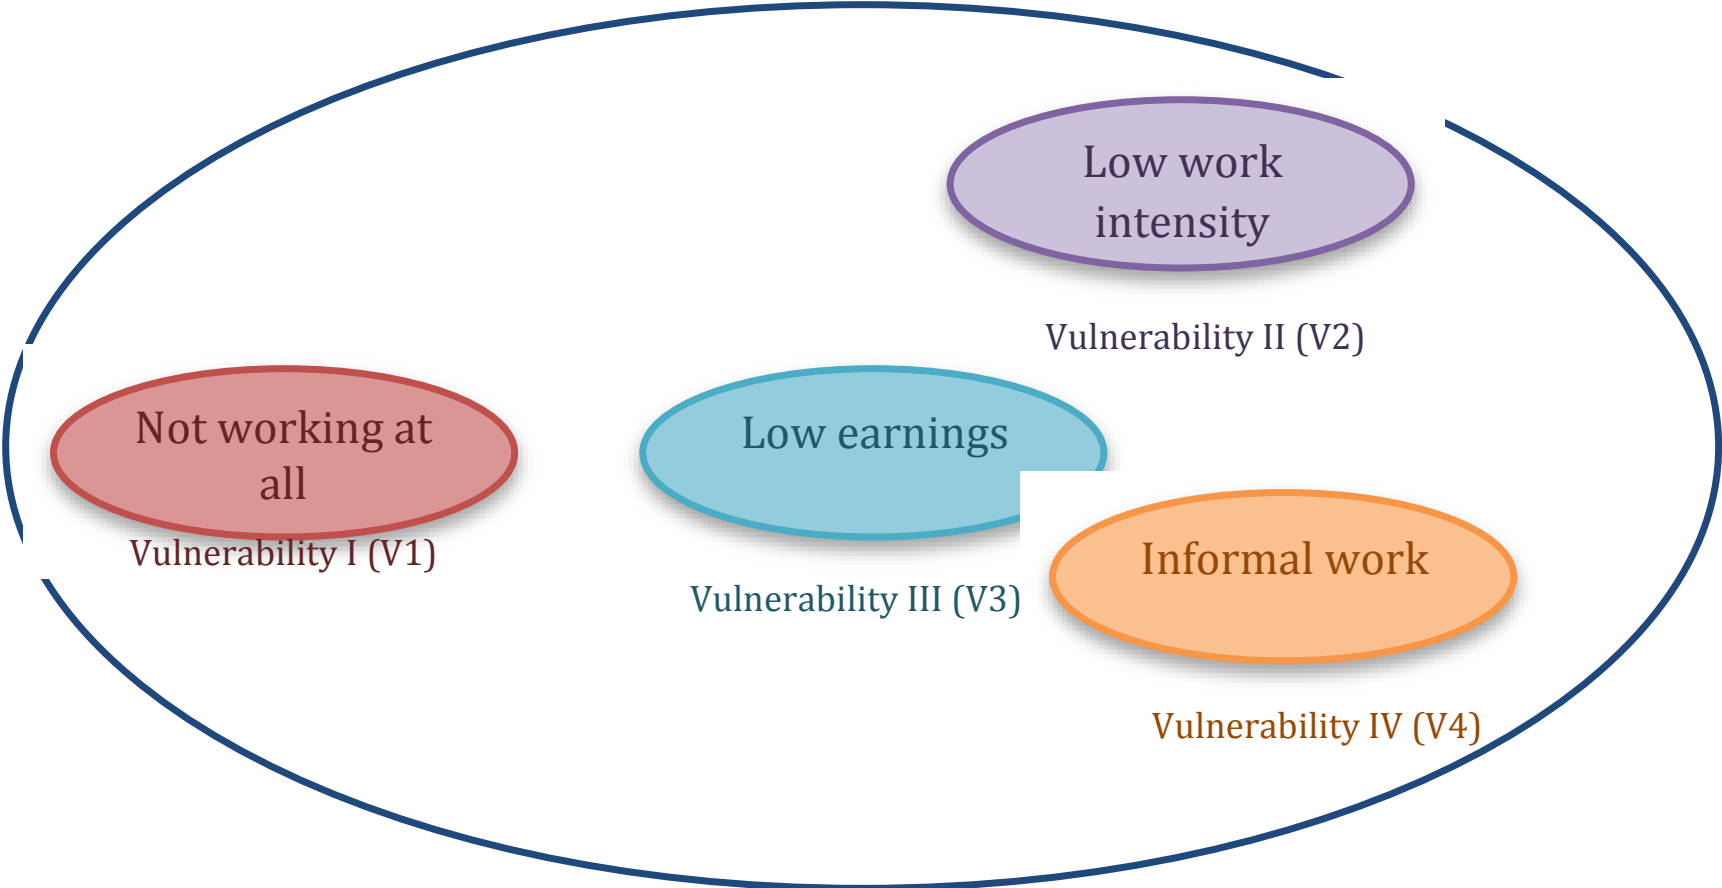 Low work
intensity
Vulnerability II (V2)
Not working at
all
Vulnerability I (V1)
Low earnings
Vulnerability III (V3)
Informal work
Vulnerability IV (V4)